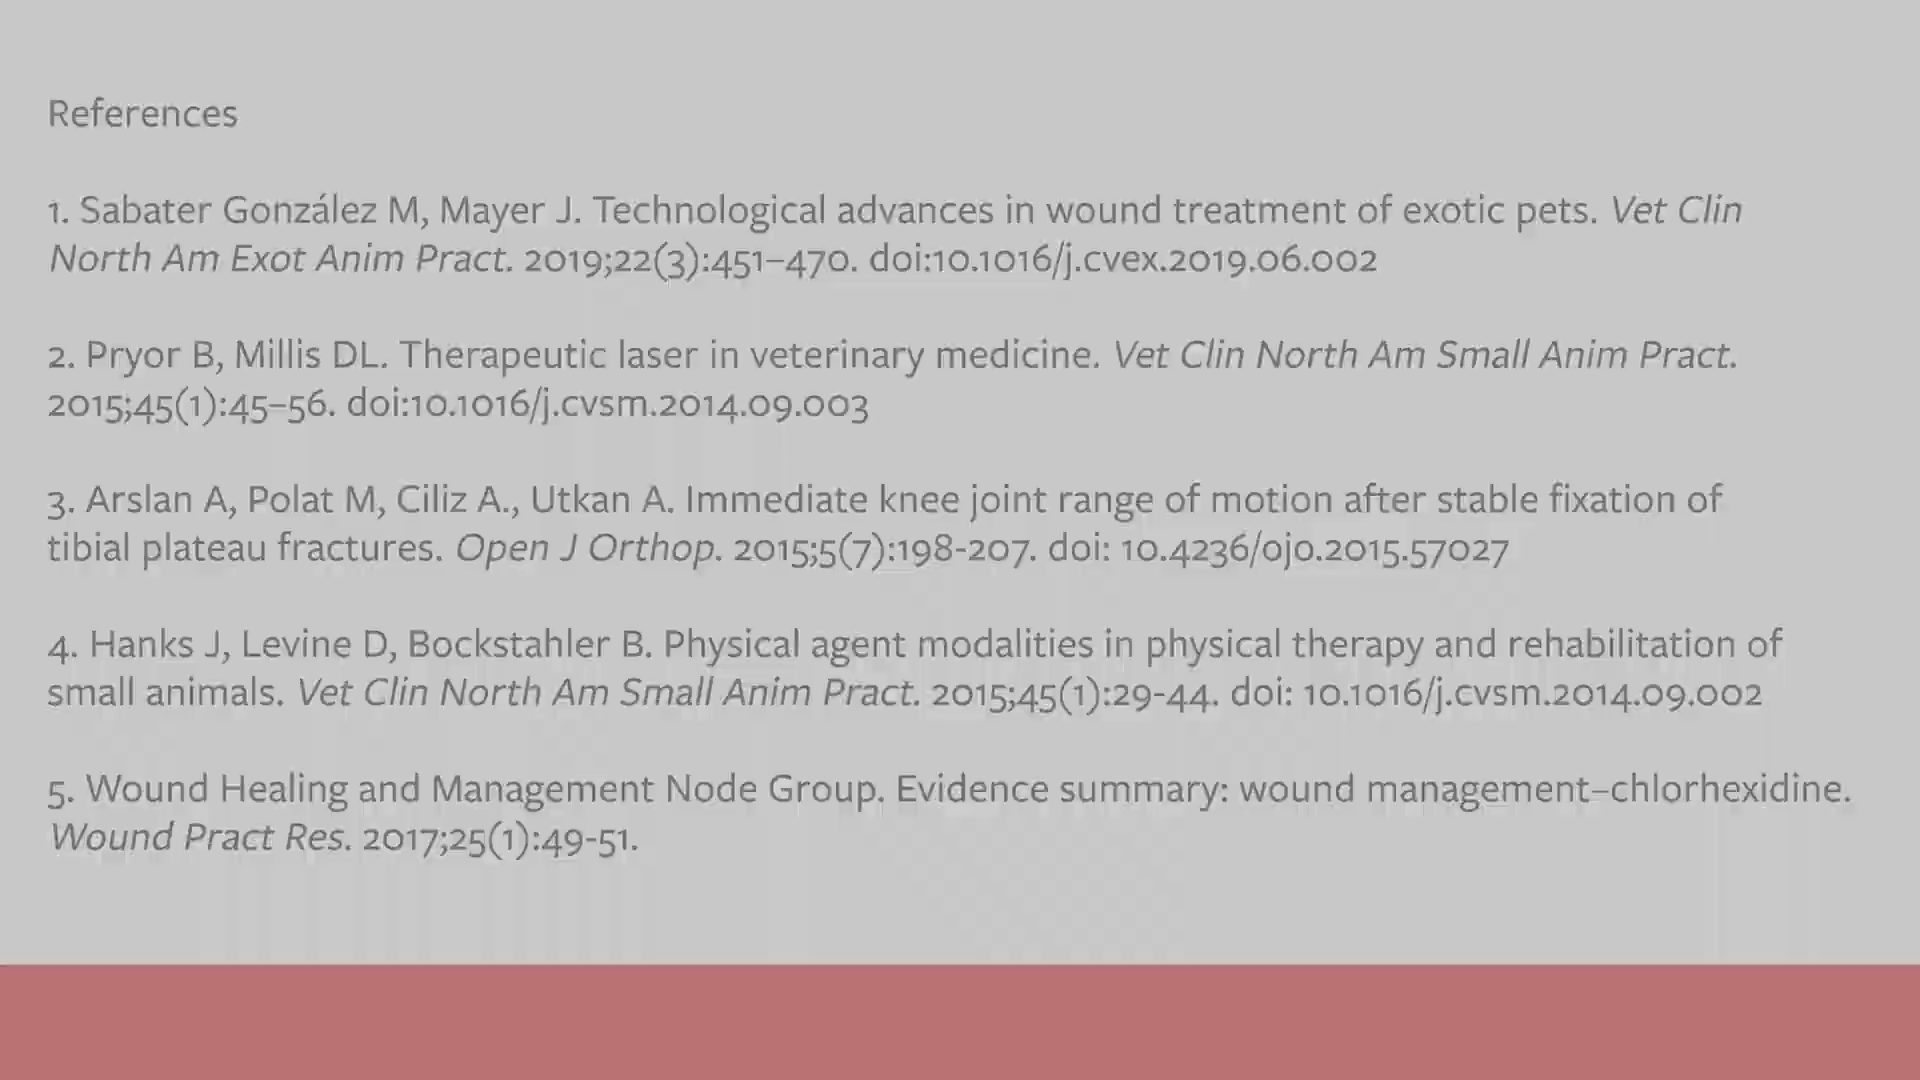 References
1. Sabater González M, Mayer J. Technological advances in wound treatment of exotic pets. Vet Clin
North Am Exot Anim Pract. 2019;22(3):451–470. doi:10.1016/j.cvex.2019.06.002
2. Pryor B, Millis DL. Therapeutic laser in veterinary medicine. Vet Clin North Am Small Anim Pract.
2015;45(1):45–56. doi:10.1016/j.cvsm.2014.09.003
3. Arslan A, Polat M, Ciliz A., Utkan A. Immediate knee joint range of motion after stable fixation of
tibial plateau fractures. Open J Orthop. 2015;5(7):198-207. doi: 10.4236/ojo.2015.57027
4. Hanks J, Levine D, Bockstahler B. Physical agent modalities in physical therapy and rehabilitation of
small animals. Vet Clin North Am Small Anim Pract. 2015;45(1):29-44. doi: 10.1016/j.cvsm.2014.09.002
5. Wound Healing and Management Node Group. Evidence summary: wound management–chlorhexidine.
Wound Pract Res. 2017;25(1):49-51.